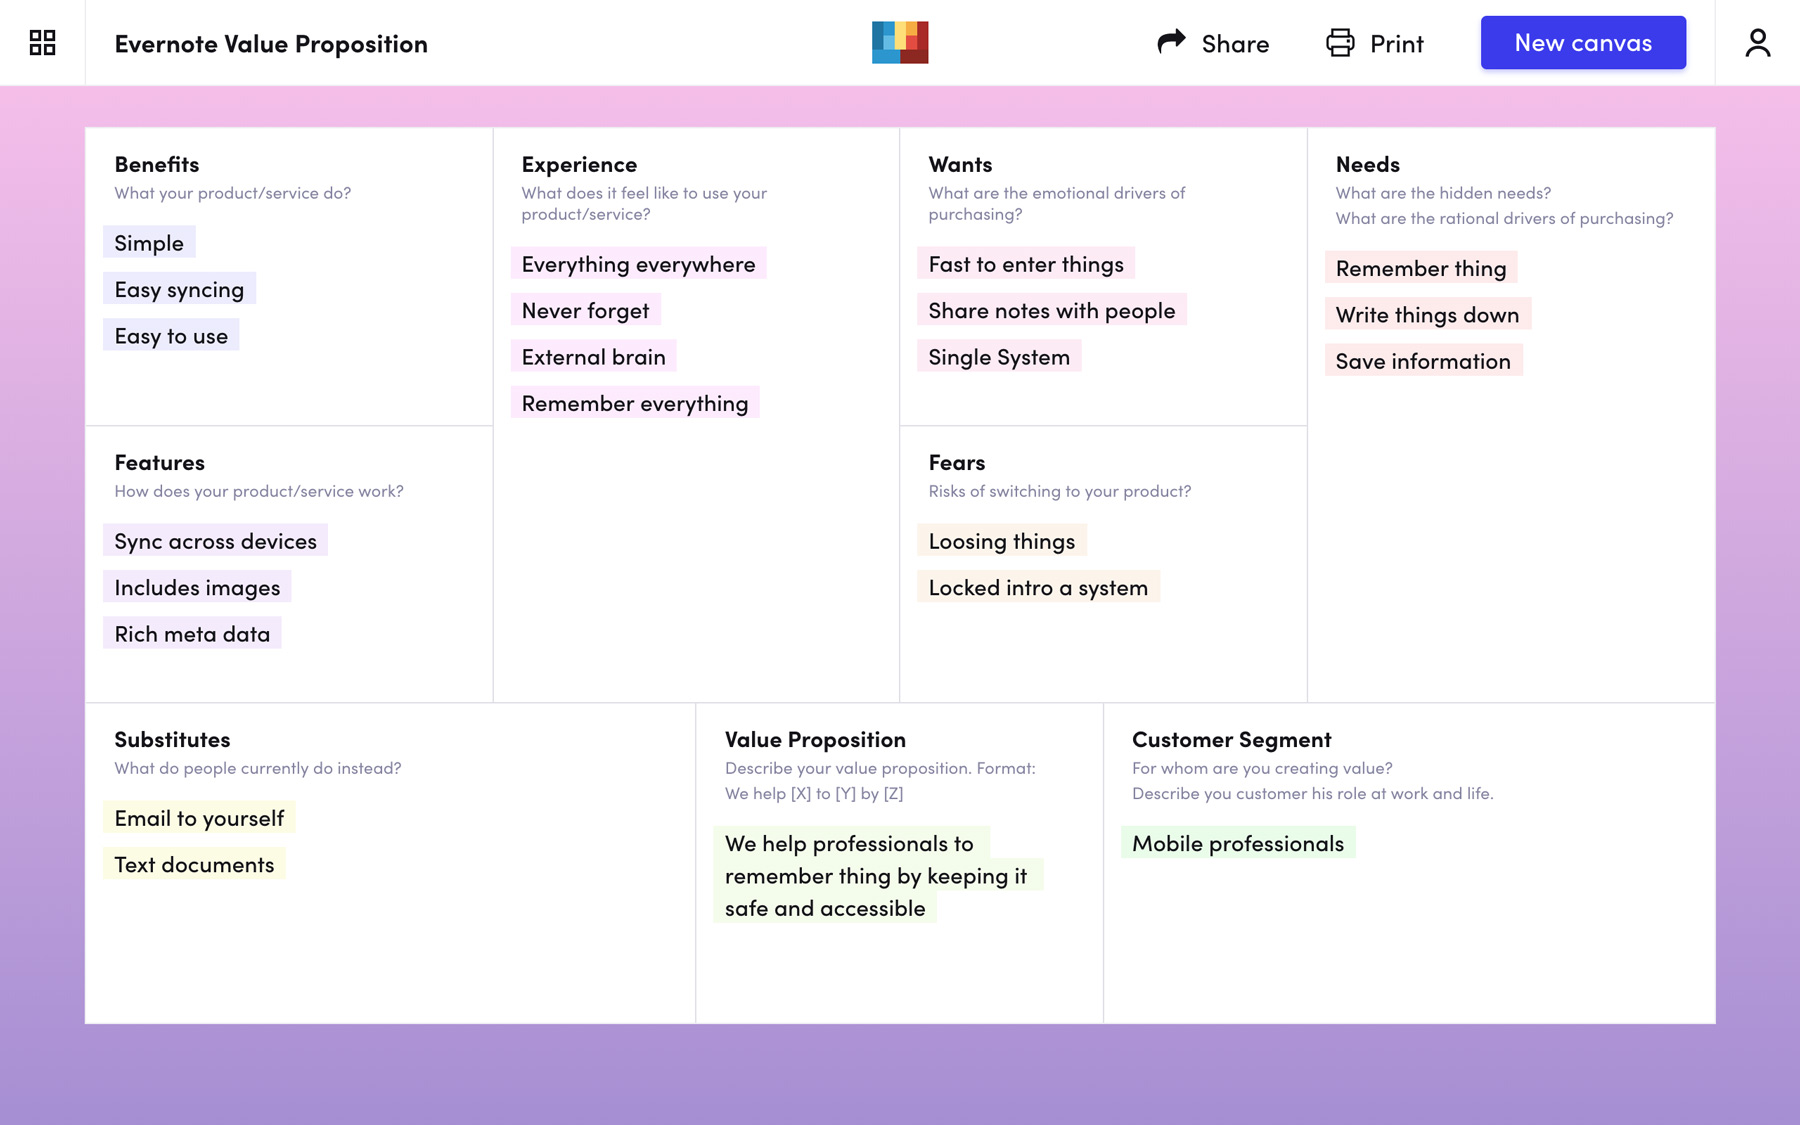 Evernote Value Proposition
Share
Print
New canvas
Benefits
What your product/service do?
Simple
Easy syncing
Easy to use
Experience
What does it feel like to use your
product/service?
Everything everywhere
Never forget
External brain
Remember everything
Wants
What are the emotional drivers of
purchasing?
Fast to enter things
Share notes with people
Single System
Needs
What are the hidden needs?
What are the rational drivers of purchasing?
Remember thing
Write things down
Save information
Features
How does your product/service work?
Sync across devices
Includes images
Rich meta data
Fears
Risks of switching to your product?
Loosing things
Locked intro a system
Substitutes
What do people currently do instead?
Email to yourself
Text documents
Value Proposition
Describe your value proposition. Format:
We help [X] to [Y] by [Z]
We help professionals to
remember thing by keeping it
safe and accessible
Customer Segment
For whom are you creating value?
Describe you customer his role at work and life.
Mobile professionals